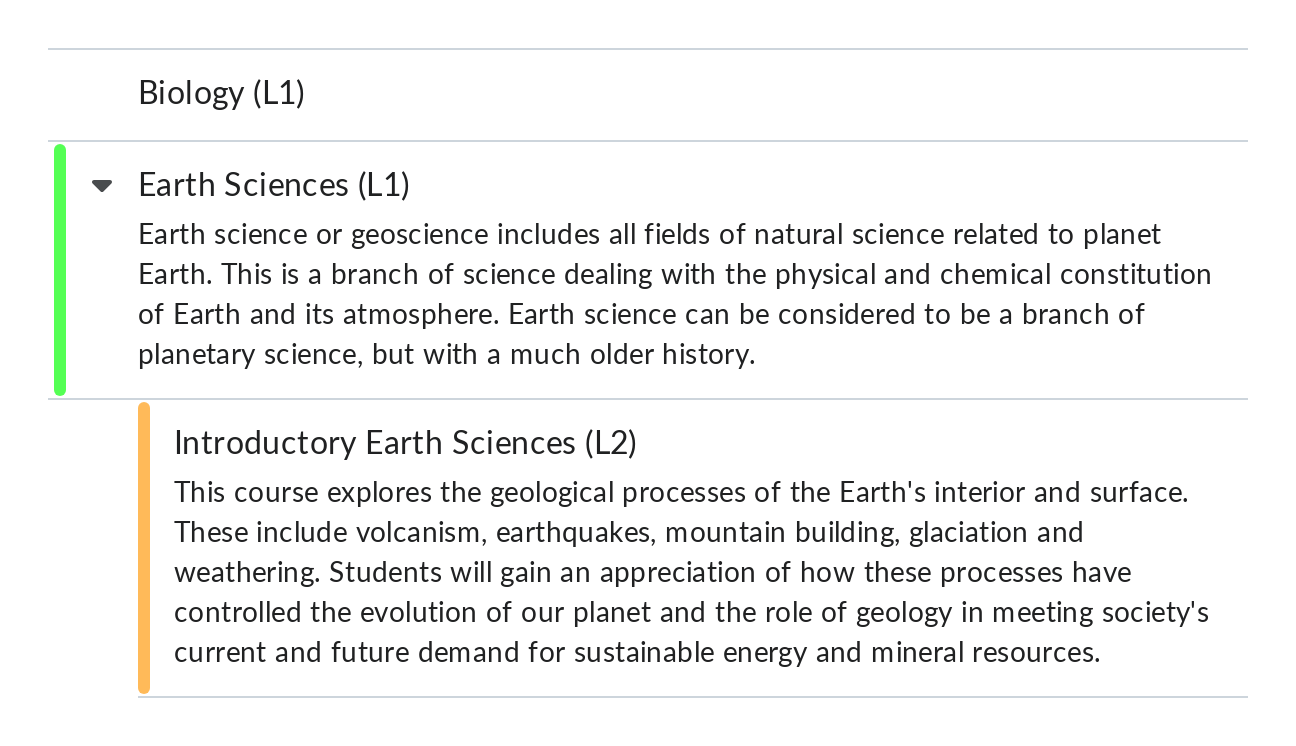 Biology (L1)
Earth Sciences (L1)
Earth science or geoscience includes all fields of natural science related to planet
Earth. This is a branch of science dealing with the physical and chemical constitution
of Earth and its atmosphere. Earth science can be considered to be a branch of
planetary science, but with a much older history.
Introductory Earth Sciences (L2)
This course explores the geological processes of the Earth's interior and surface.
These include volcanism, earthquakes, mountain building, glaciation and
weathering. Students will gain an appreciation of how these processes have
controlled the evolution of our planet and the role of geology in meeting society's
current and future demand for sustainable energy and mineral resources.